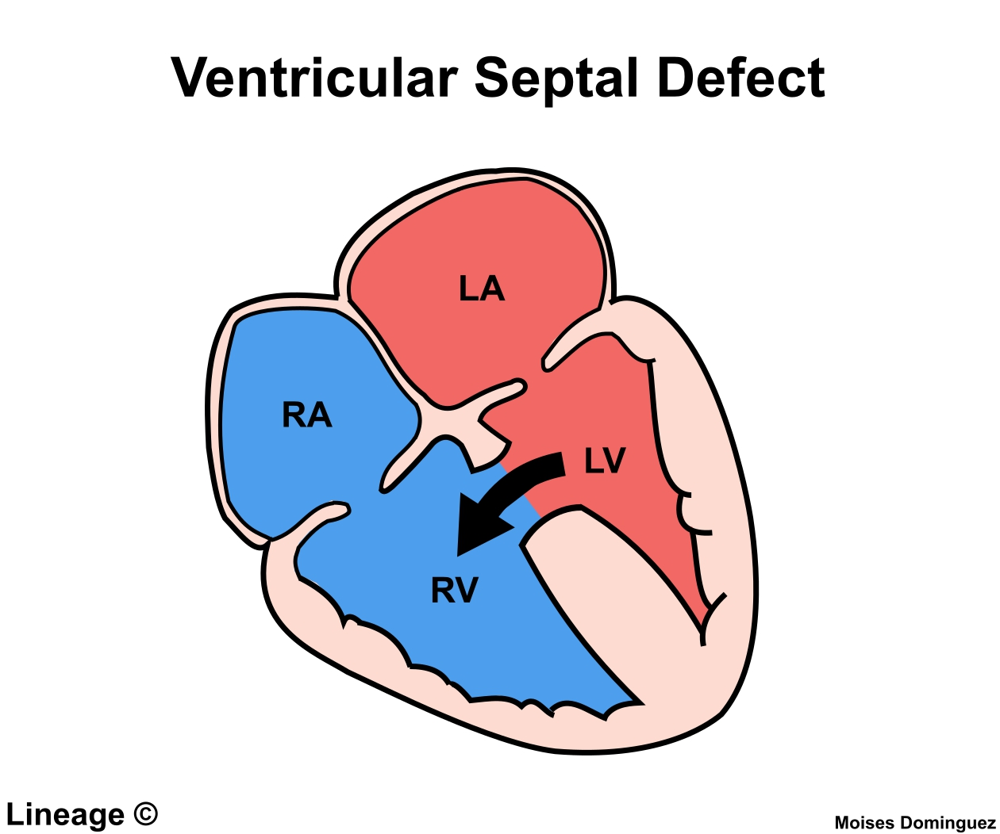 Ventricular Septal Defect
LA
RA
LV
RV
Lineage ©
Moises Dominguez